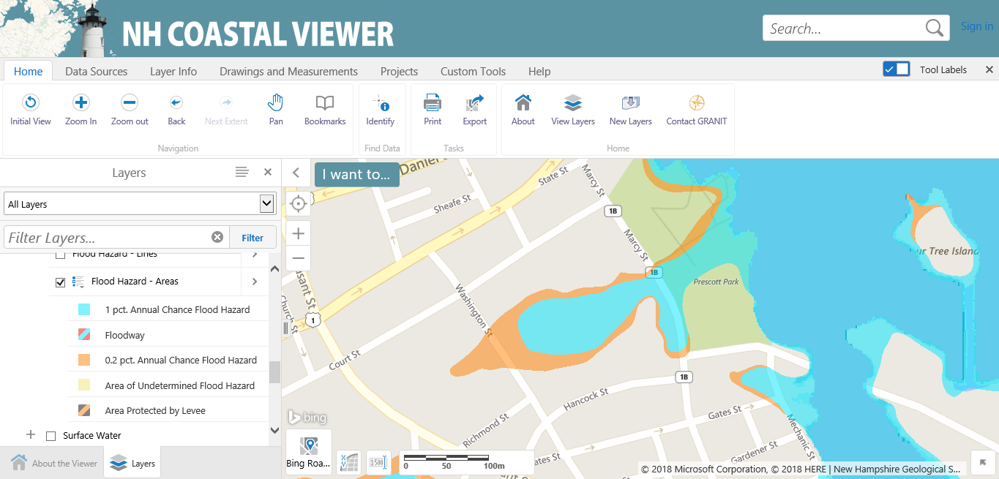 NH COASTAL VIEWER
Search...
Sign in
Home
Data Sources
Layer Info
Drawings and Measurements
Projects
Custom Tools
Help
Tool Labels
Initial View
Zoom In
Zoom out
Back
Next Extent
Pan
Bookmarks
Identify
Print
Export
About
View Layers
New Layers
Contact GRANIT
Navigation
Find Data
Tasks
Home
Layers
All Layers
Filter Layers...
Filter
Flood Hazard - Lines
Flood Hazard - Areas
1 pct. Annual Chance Flood Hazard
Floodway
0.2 pct. Annual Chance Flood Hazard
Area of Undetermined Flood Hazard
Area Protected by Levee
Surface Water
About the Viewer
Layers
I want to...
Daniel
State St
Marcy St
Sheafe St
1B
Marcy St
1B
Prescott Park
Tree Island
Washington St
Church St
1
Court St
1B
Hancock St
Gates St
Richmond St
Mechanic St
Gardener St
bing
Bing Roa...
X
Y
1500
0 50 100m
© 2018 Microsoft Corporation, © 2018 HERE | New Hampshire Geological S...